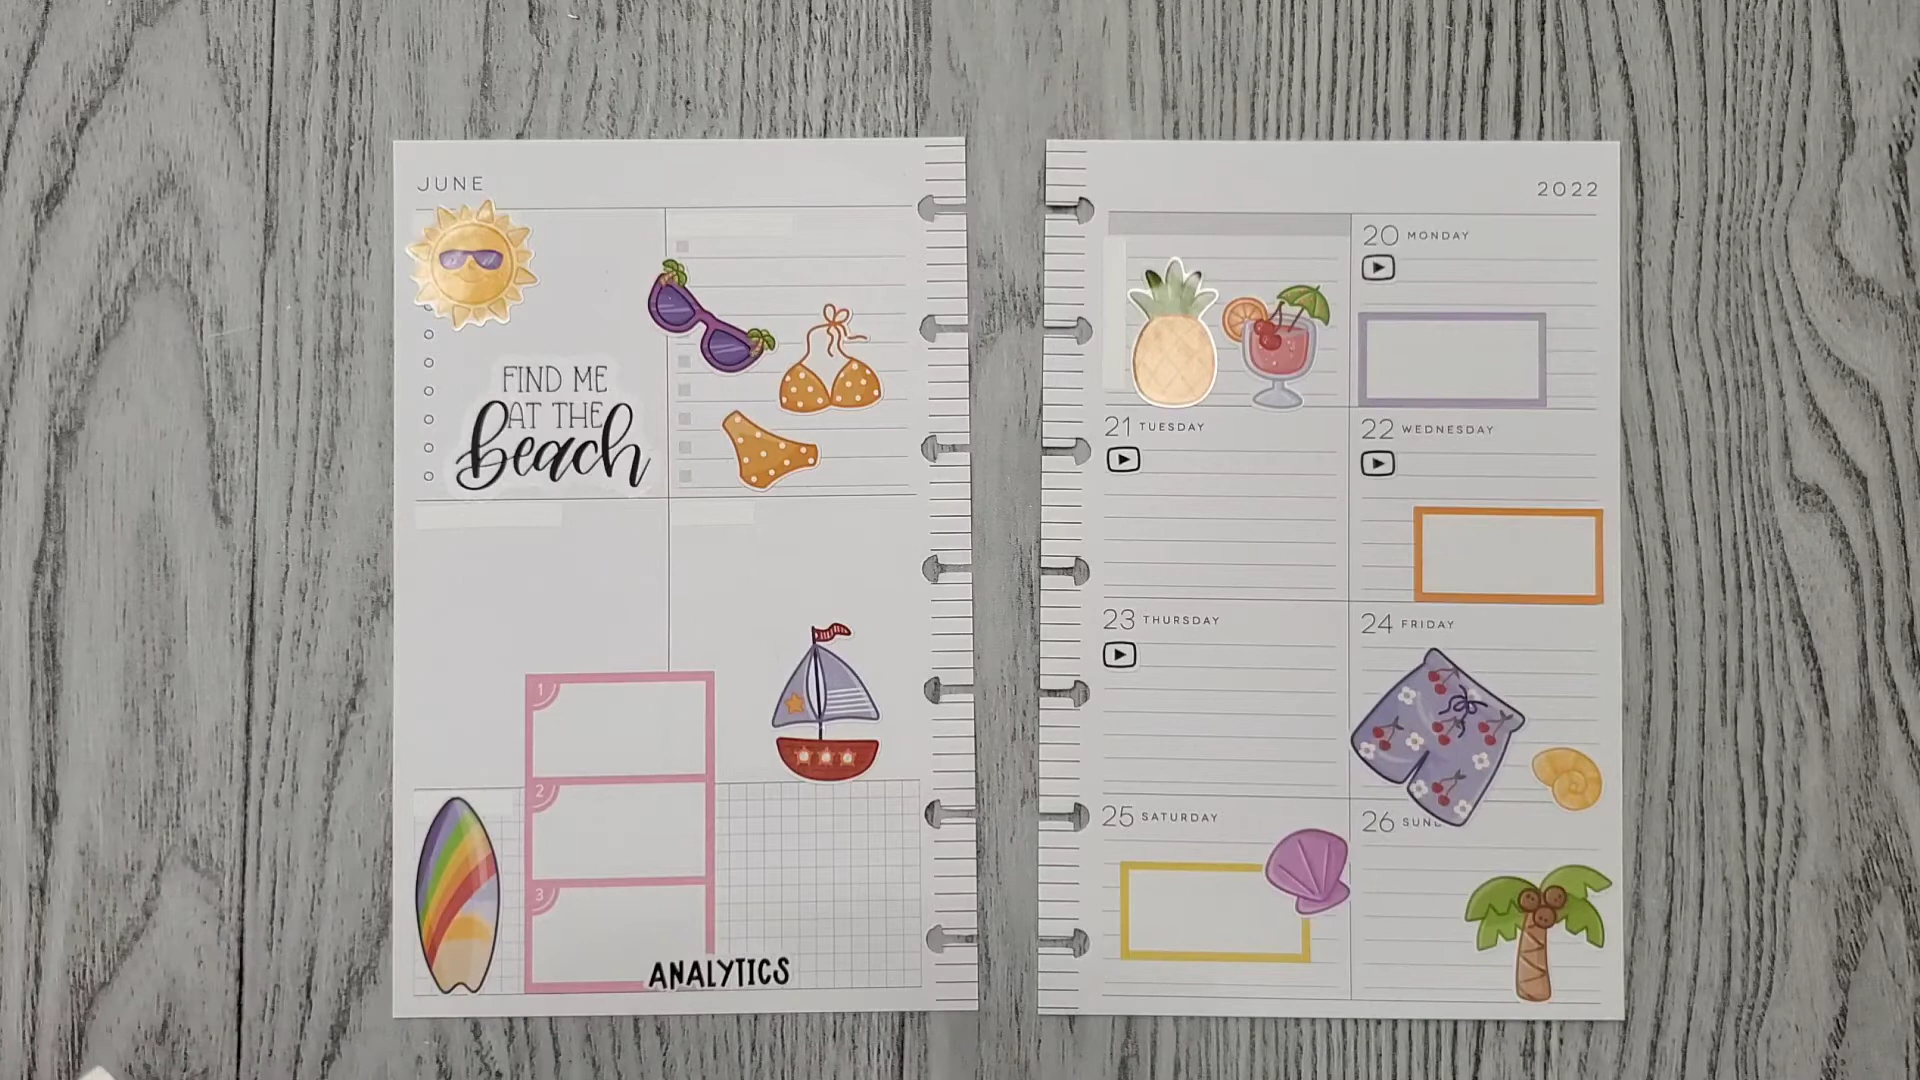 JUNE
FIND ME
AT THE
beach
1
2
3
ANALYTICS
2022
20 MONDAY
21 TUESDAY
22 WEDNESDAY
23 THURSDAY
24 FRIDAY
25 SATURDAY
26 SUN